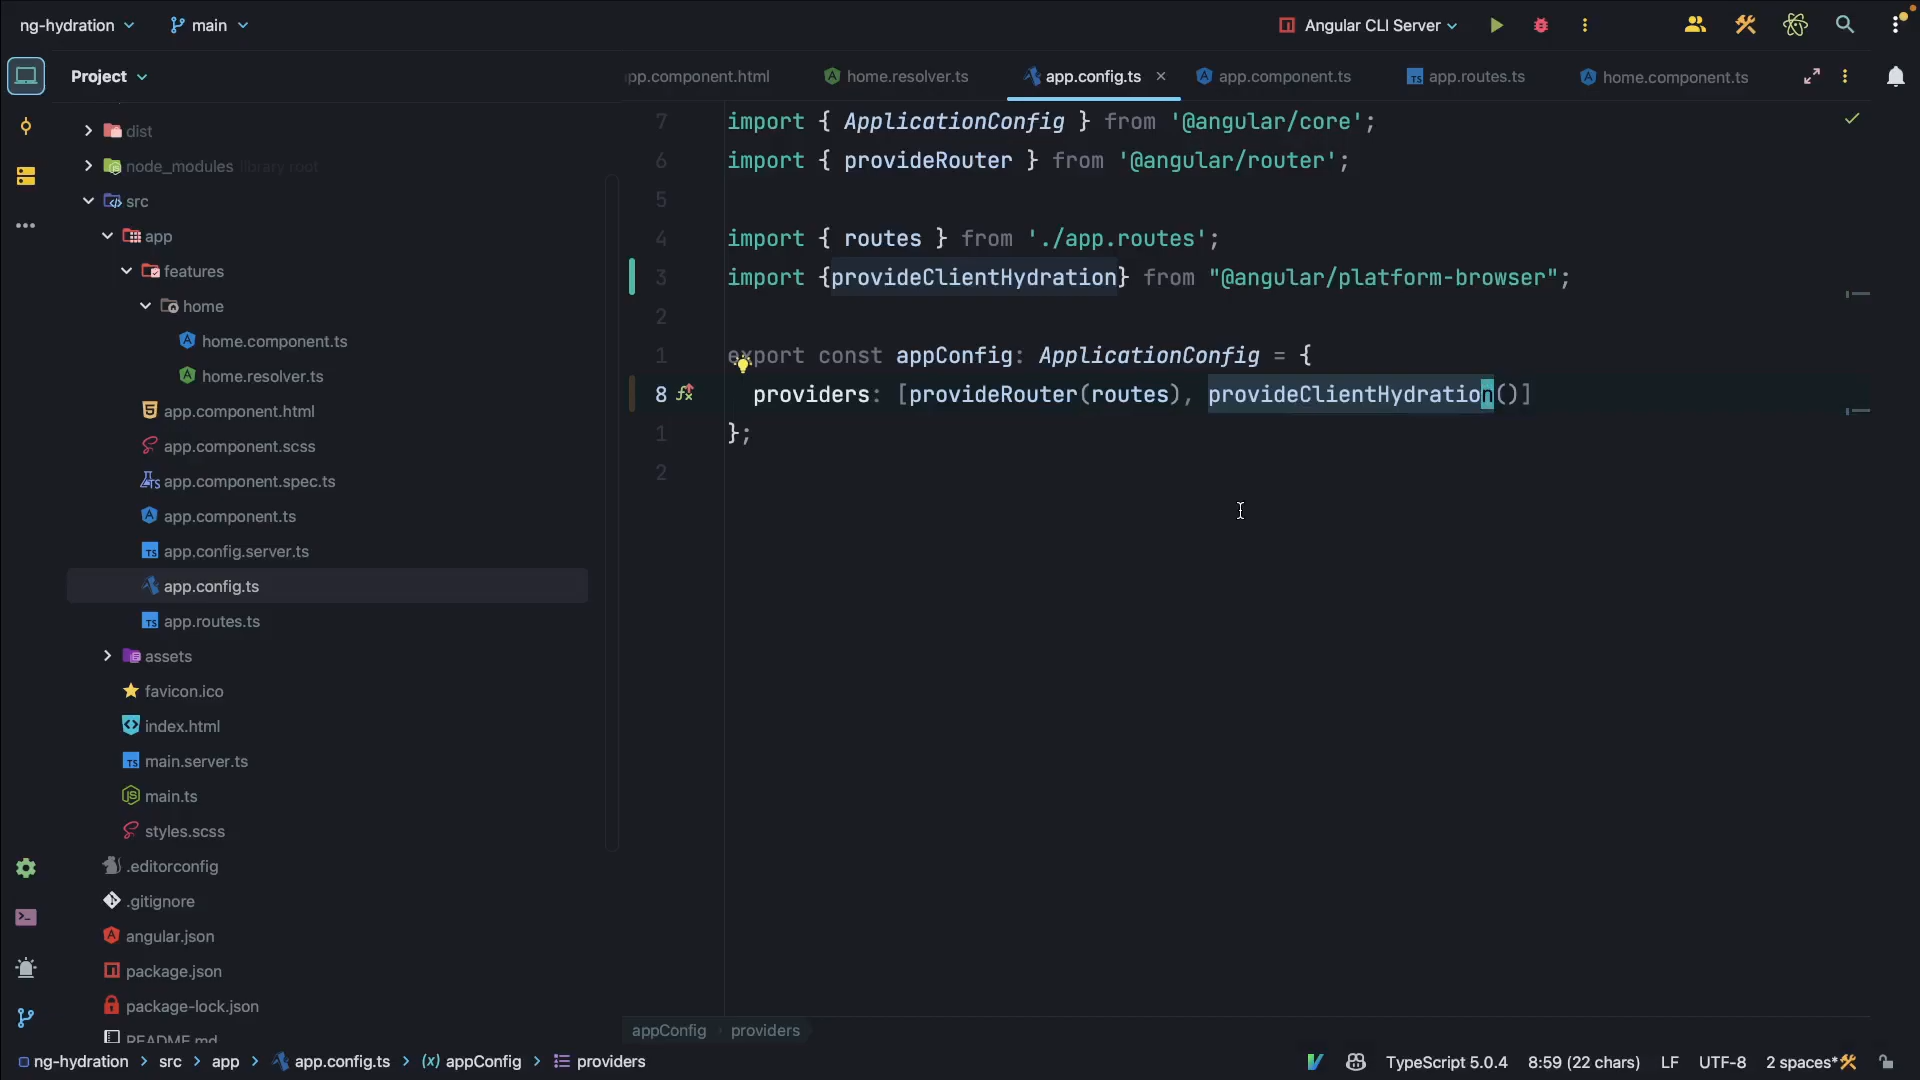 ng-hydration
main
Angular CLI Server
Project
pp.component.html
home.resolver.ts
app.config.ts
app.component.ts
app.routes.ts
home.component.ts
dist
node_modules library root
src
app
features
home
home.component.ts
home.resolver.ts
app.component.html
app.component.scss
app.component.spec.ts
app.component.ts
app.config.server.ts
app.config.ts
app.routes.ts
assets
favicon.ico
index.html
main.server.ts
main.ts
styles.scss
.editorconfig
.gitignore
angular.json
package.json
package-lock.json
README.md
7 import { ApplicationConfig } from '@angular/core';
6 import { provideRouter } from '@angular/router';
5
4 import { routes } from './app.routes';
3 import {provideClientHydration} from "@angular/platform-browser";
2
1 export const appConfig: ApplicationConfig = {
8 providers: [provideRouter(routes), provideClientHydration()]
1 };
2
appConfig providers
ng-hydration > src > app > app.config.ts > (x) appConfig > providers
TypeScript 5.0.4 8:59 (22 chars) LF UTF-8 2 spaces*